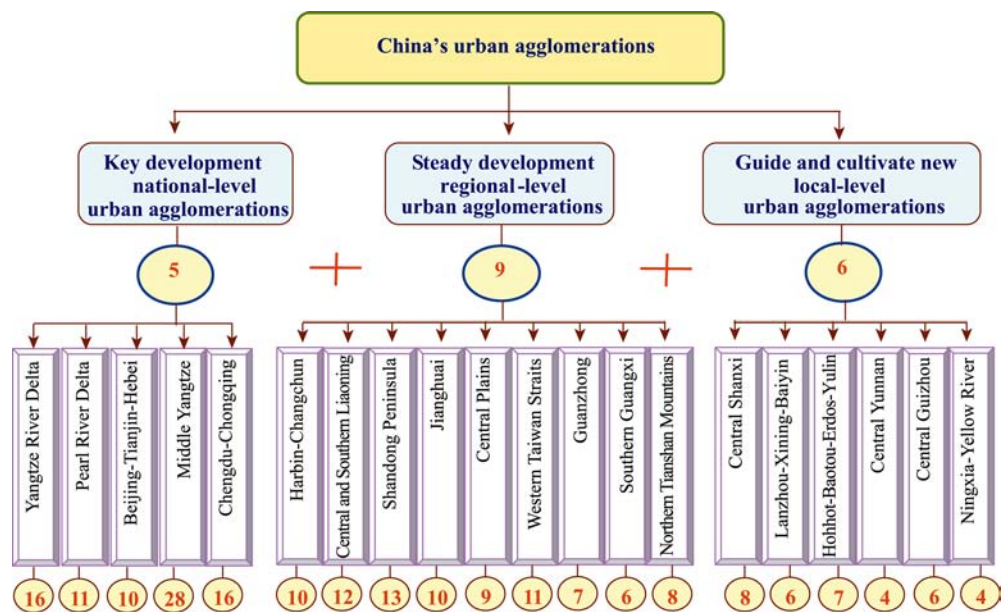 China's urban agglomerations
Key development
national-level
urban agglomerations
Steady development
regional-level
urban agglomerations
Guide and cultivate new
local-level
urban agglomerations
5
+
9
+
6
Yangtze River Delta
Pearl River Delta
Beijing-Tianjin-Hebei
Middle Yangtze
Chengdu-Chongqing
Harbin-Changchun
Central and Southern Liaoning
Shandong Peninsula
Jianghuai
Central Plains
Western Taiwan Straits
Guanzhong
Southern Guangxi
Northern Tianshan Mountains
Central Shanxi
Lanzhou-Xining-Baiyin
Hohhot-Baotou-Erdos-Yulin
Central Yunnan
Central Guizhou
Ningxia-Yellow River
16
11
10
28
16
10
12
13
10
9
11
7
6
8
8
6
7
4
6
4